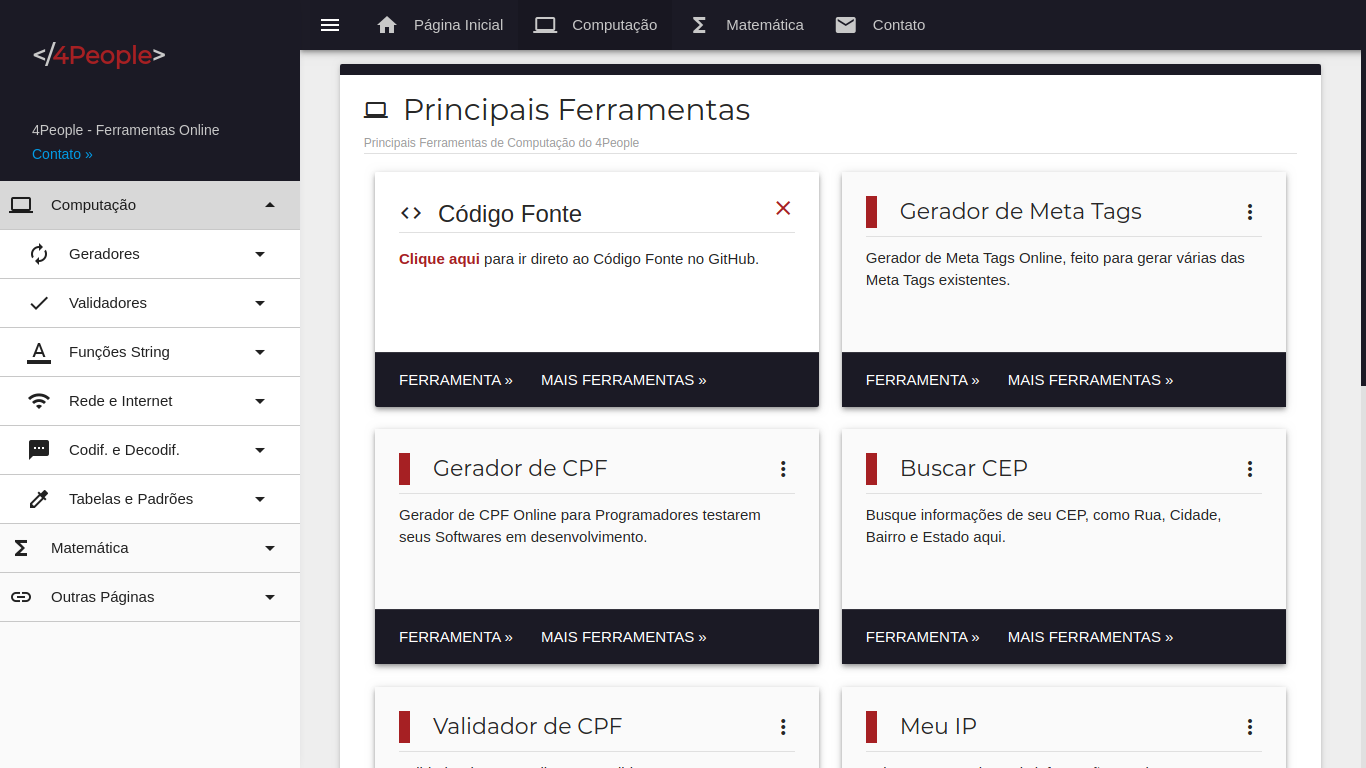 </4People>
4People - Ferramentas Online
Contato »
Computação
Geradores
Validadores
Funções String
Rede e Internet
Codif. e Decodif.
Tabelas e Padrões
Matemática
Outras Páginas
Página Inicial
Computação
Matemática
Contato
Principais Ferramentas
Principais Ferramentas de Computação do 4People
Código Fonte
Clique aqui para ir direto ao Código Fonte no GitHub.
FERRAMENTA » MAIS FERRAMENTAS »
Gerador de Meta Tags
Gerador de Meta Tags Online, feito para gerar várias das
Meta Tags existentes.
FERRAMENTA » MAIS FERRAMENTAS »
Gerador de CPF
Gerador de CPF Online para Programadores testarem
seus Softwares em desenvolvimento.
FERRAMENTA » MAIS FERRAMENTAS »
Buscar CEP
Busque informações de seu CEP, como Rua, Cidade,
Bairro e Estado aqui.
FERRAMENTA » MAIS FERRAMENTAS »
Validador de CPF
Meu IP